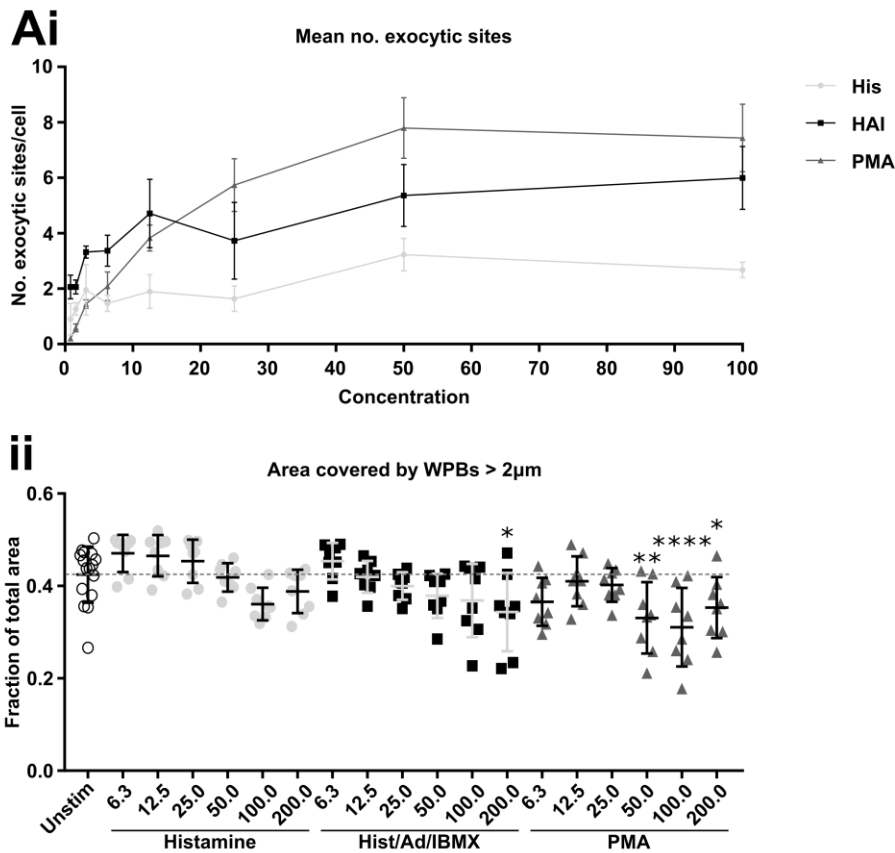 Ai
Mean no. exocytic sites
No. exocytic sites/cell
10
8
6
4
2
0
0 10 20 30 40 50 60 70 80 90 100
Concentration
His
HAI
PMA
ii
Area covered by WPBs > 2μm
Fraction of total area
0.6
0.4
0.2
0.0
* ** **** *
Unstim 6.3 12.5 25.0 50.0 100.0 200.0 6.3 12.5 25.0 50.0 100.0 200.0 6.3 12.5 25.0 50.0 100.0 200.0
Histamine Hist/Ad/IBMX PMA